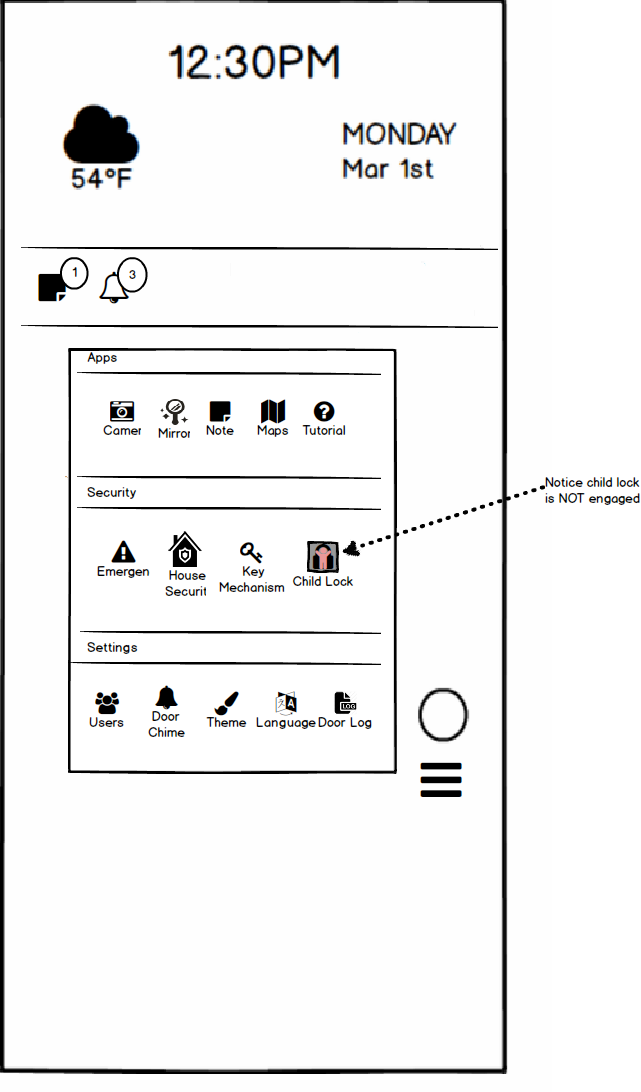 12:30PM
54°F
MONDAY
Mar 1st
1
3
Apps
Camer
Mirror
Note
Maps
Tutorial
Security
Notice child lock
is NOT engaged
Emergen
House
Securit
Key
Mechanism
Child Lock
Settings
Users
Door
Chime
Theme
Language
A
LOG
Door Log